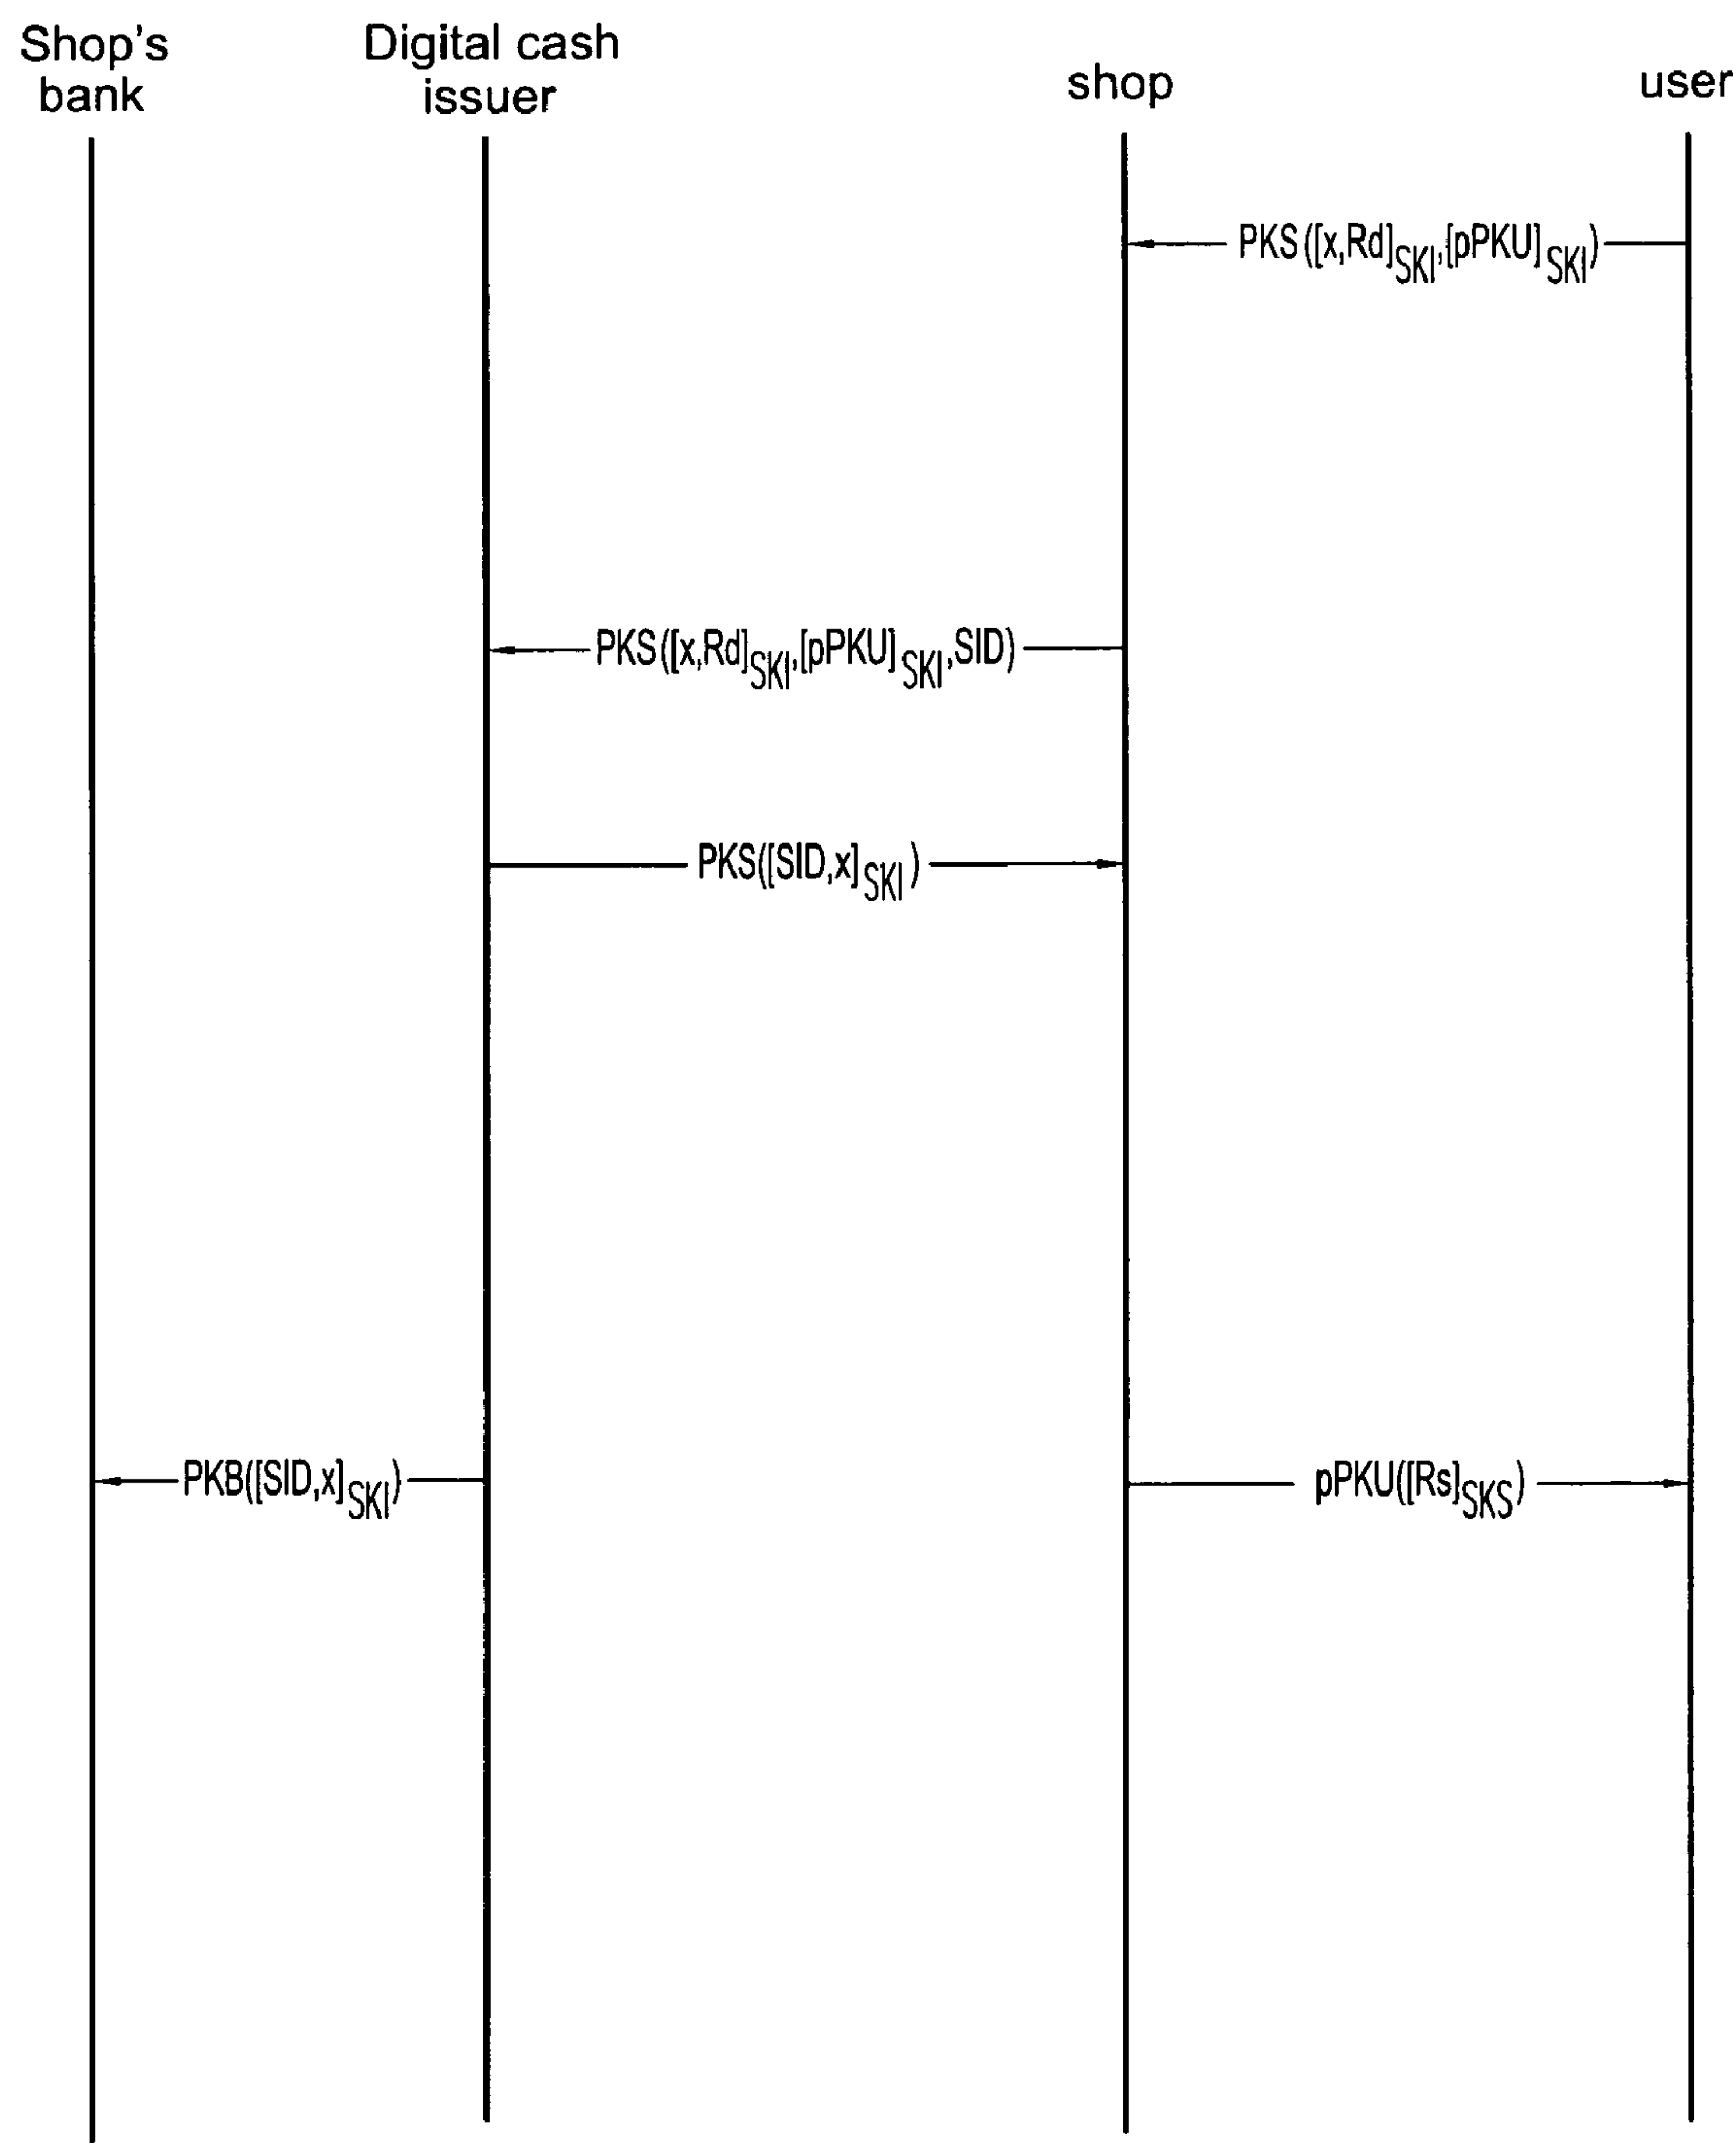 Shop's
bank
Digital cash
issuer
shop
user
PKS([x,Rd]SKI,[pPKU]SKI)
PKS([x,Rd]SKI,[pPKU]SKI,SID)
PKS([SID,x]SKI)
PKB([SID,x]SKI)
pPKU([Rs]SKS)